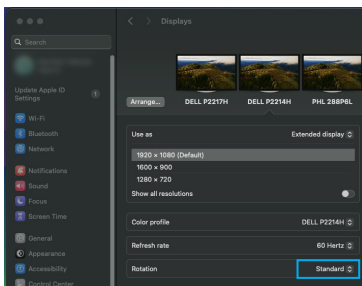 Displays
Search
Update Apple ID
Settings
1
Wi-Fi
Bluetooth
Network
Notifications
Sound
Focus
Screen Time
General
Appearance
Accessibility
Control Center
Arrange...
DELL P2217H
DELL P2214H
PHL 288P6L
Use as
Extended display
1920 × 1080 (Default)
1600 × 900
1280 × 720
Show all resolutions
Color profile
DELL P2214H
Refresh rate
60 Hertz
Rotation
Standard